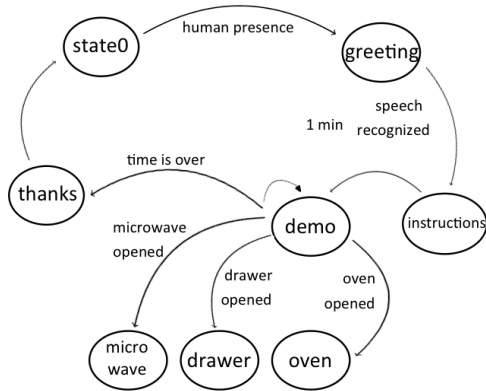 state0
human presence
greeting
speech
1 min
recognized
time is over
thanks
demo
instructions
microwave
opened
drawer
opened
oven
opened
micro
wave
drawer
oven